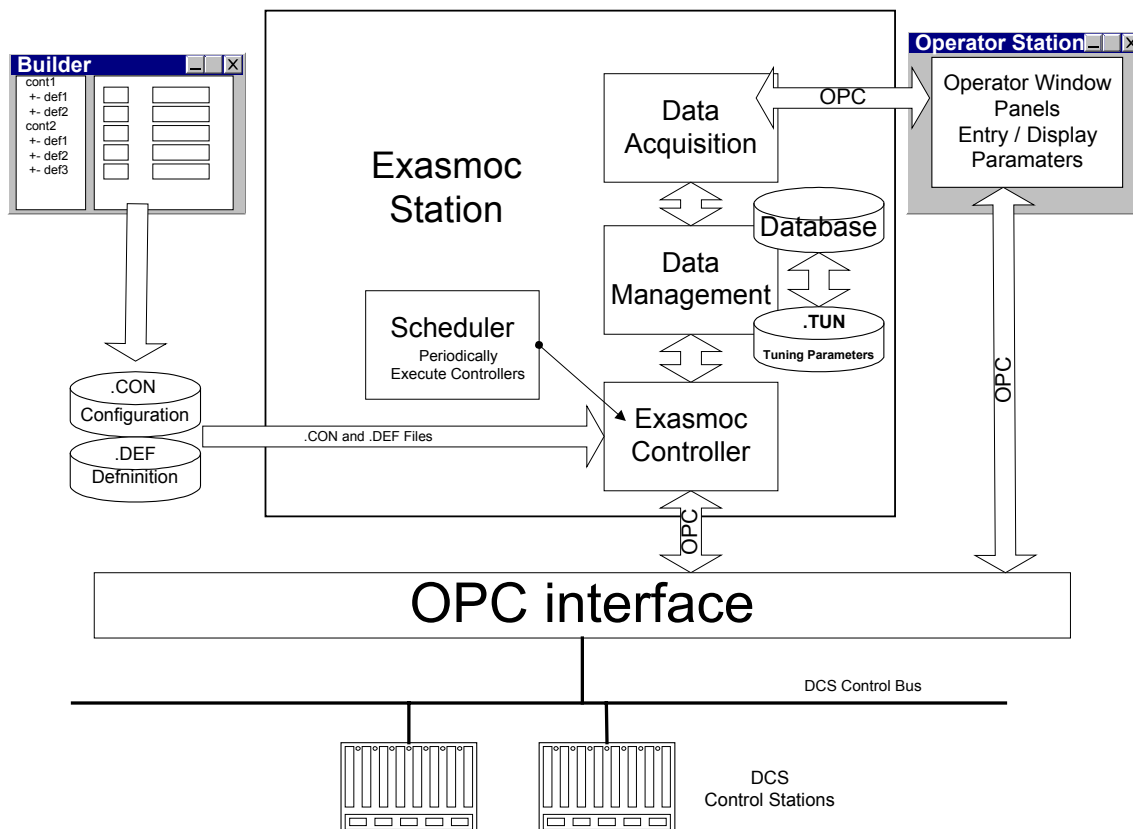 Builder
cont1
+- def1
+- def2
cont2
+- def1
+- def2
+- def3
Exasmoc
Station
Data
Acquisition
OPC
Operator Station
Operator Window
Panels
Entry / Display
Paramaters
Database
Data
Management
.TUN
Tuning Parameters
Scheduler
Periodically
Execute Controllers
.CON
Configuration
.DEF
Defninition
.CON and .DEF Files
Exasmoc
Controller
OPC
OPC
OPC interface
DCS Control Bus
DCS
Control Stations